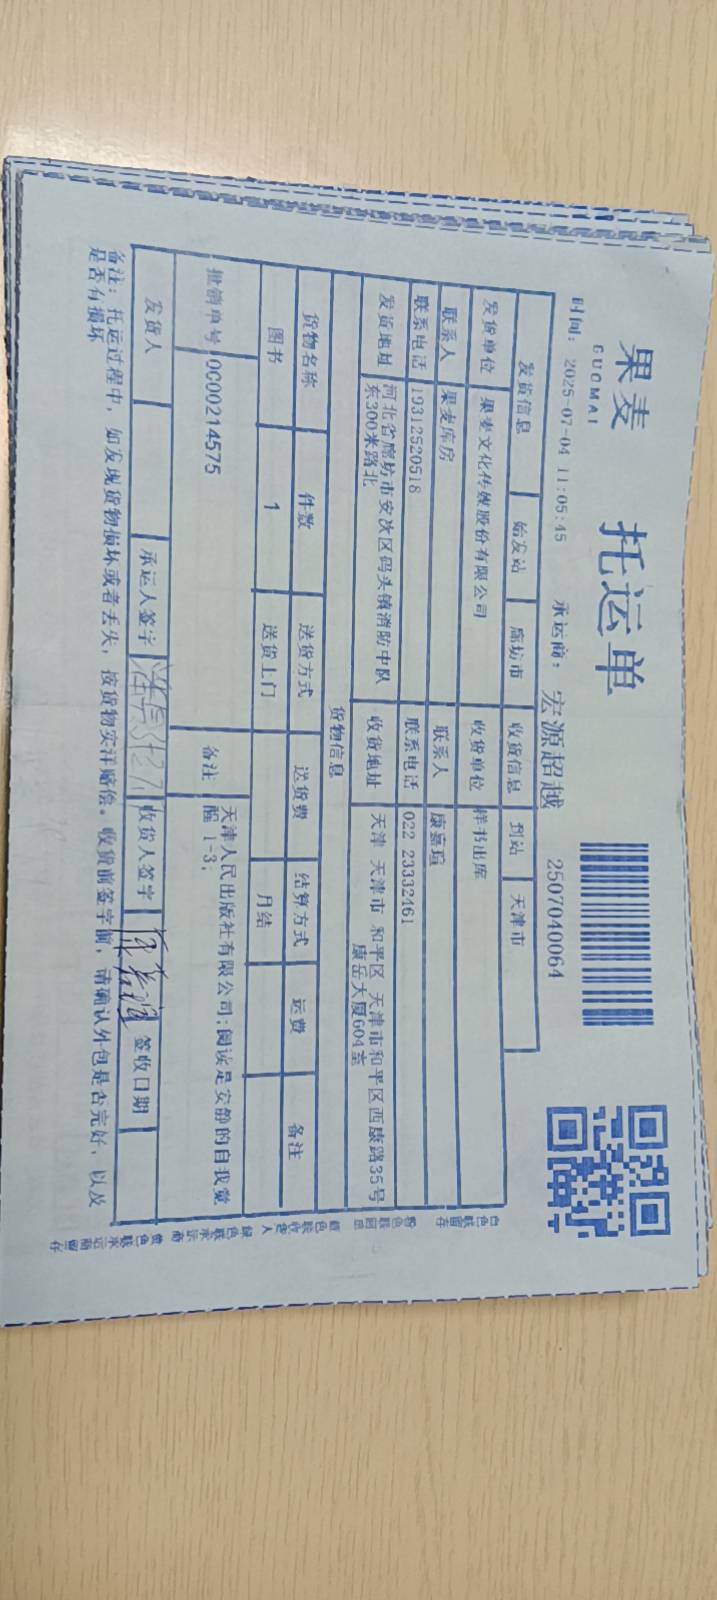 果麦
GUOMAI
托运单
时间: 2025-07-04 11:05:45 承运商: 宏源超越 2507040064
发货信息 始发站 廊坊市 收货信息 到站 天津市
发货单位 果麦文化传媒股份有限公司 收货单位 样书出库
联系人 果麦库房 联系人 康嘉瑄
联系电话 19312520518 联系电话 022 23332461
发货地址 河北省廊坊市安次区码头镇消防中队
东300米路北
收货地址 天津 天津市 和平区 天津市和平区西康路35号
康岳大厦604室
货物信息
货物名称 件数 送货方式 送货费 结算方式 运费 备注
图书 1 送货上门 月结
批销单号 0C00214575 备注 天津人民出版社有限公司;阅读是安静的自我觉
醒 1-3;
发货人 承运人签字 收货人签字 签收日期
备注: 托运过程中, 如发现货物损坏或者丢失, 按货物实洋赔偿。收货前签字前, 请确认外包是否完好, 以及
是否有损坏